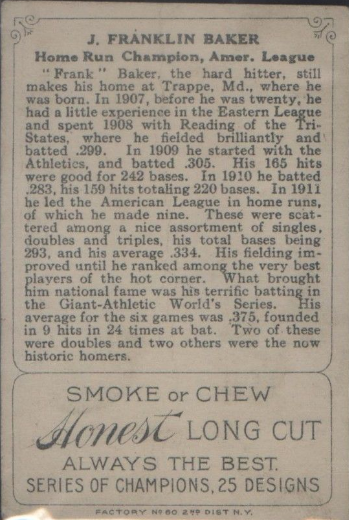 J. FRANKLIN BAKER
Home Run Champion, Amer. League
"Frank" Baker, the hard hitter, still
makes his home at Trappe, Md., where he
was born. In 1907, before he was twenty, he
had a little experience in the Eastern League
and spent 1908 with Reading of the Tri-
States, where he fielded brilliantly and
batted .299. In 1909 he started with the
Athletics, and batted .305. His 165 hits
were good for 242 bases. In 1910 he batted
.283, his 159 hits totaling 220 bases. In 1911
he led the American League in home runs,
of which he made nine. These were scat-
tered among a nice assortment of singles,
doubles and triples, his total bases being
293, and his average .334. His fielding im-
proved until he ranked among the very best
players of the hot corner. What brought
him national fame was his terrific batting in
the Giant-Athletic World's Series. His
average for the six games was .375, founded
in 9 hits in 24 times at bat. Two of these
were doubles and two others were the now
historic homers.
SMOKE or CHEW
Honest LONG CUT
ALWAYS THE BEST.
SERIES OF CHAMPIONS, 25 DESIGNS
FACTORY No 60 2ND DIST N.Y.